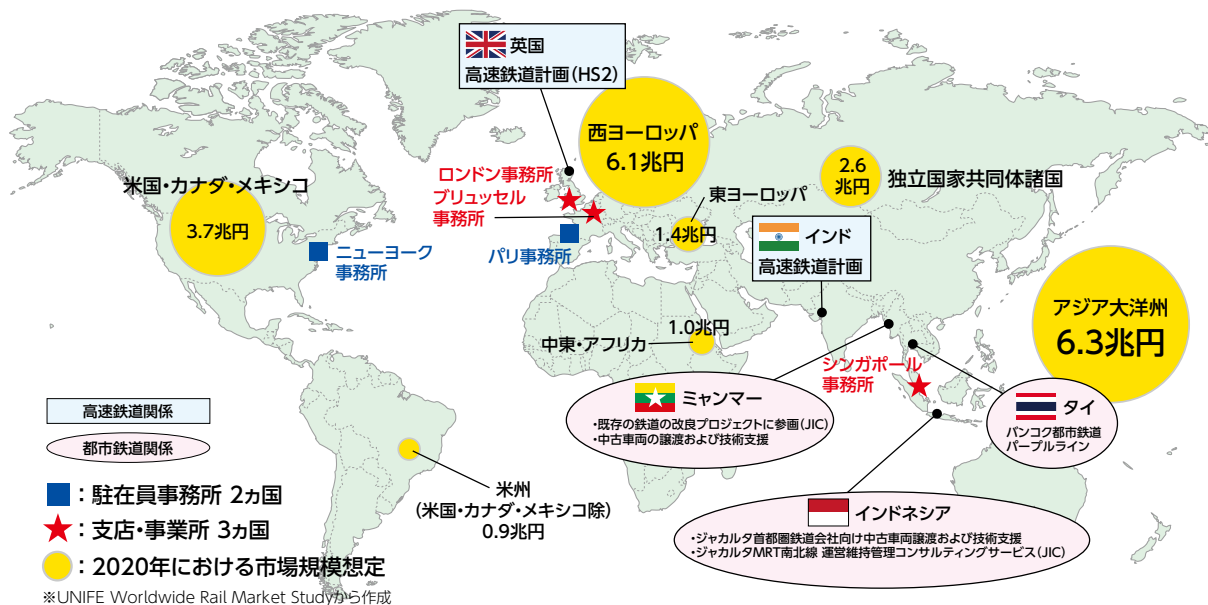 英国
高速鉄道計画(HS2)
西ヨーロッパ
6.1兆円
米国・カナダ・メキシコ
3.7兆円
ロンドン事務所
ブリュッセル
事務所
パリ事務所
ニューヨーク
事務所
東ヨーロッパ
1.4兆円
2.6
兆円
独立国家共同体諸国
インド
高速鉄道計画
アジア大洋州
6.3兆円
1.0兆円
中東・アフリカ
シンガポール
事務所
ミャンマー
・既存の鉄道の改良プロジェクトに参画(JIC)
・中古車両の譲渡および技術支援
タイ
バンコク都市鉄道
パープルライン
インドネシア
・ジャカルタ首都圏鉄道会社向け中古車両譲渡および技術支援
・ジャカルタMRT南北線 運営維持管理コンサルティングサービス(JIC)
米州
(米国・カナダ・メキシコ除)
0.9兆円
高速鉄道関係
都市鉄道関係
:駐在員事務所 2ヵ国
:支店・事業所 3ヵ国
:2020年における市場規模想定
※UNIFE Worldwide Rail Market Studyから作成